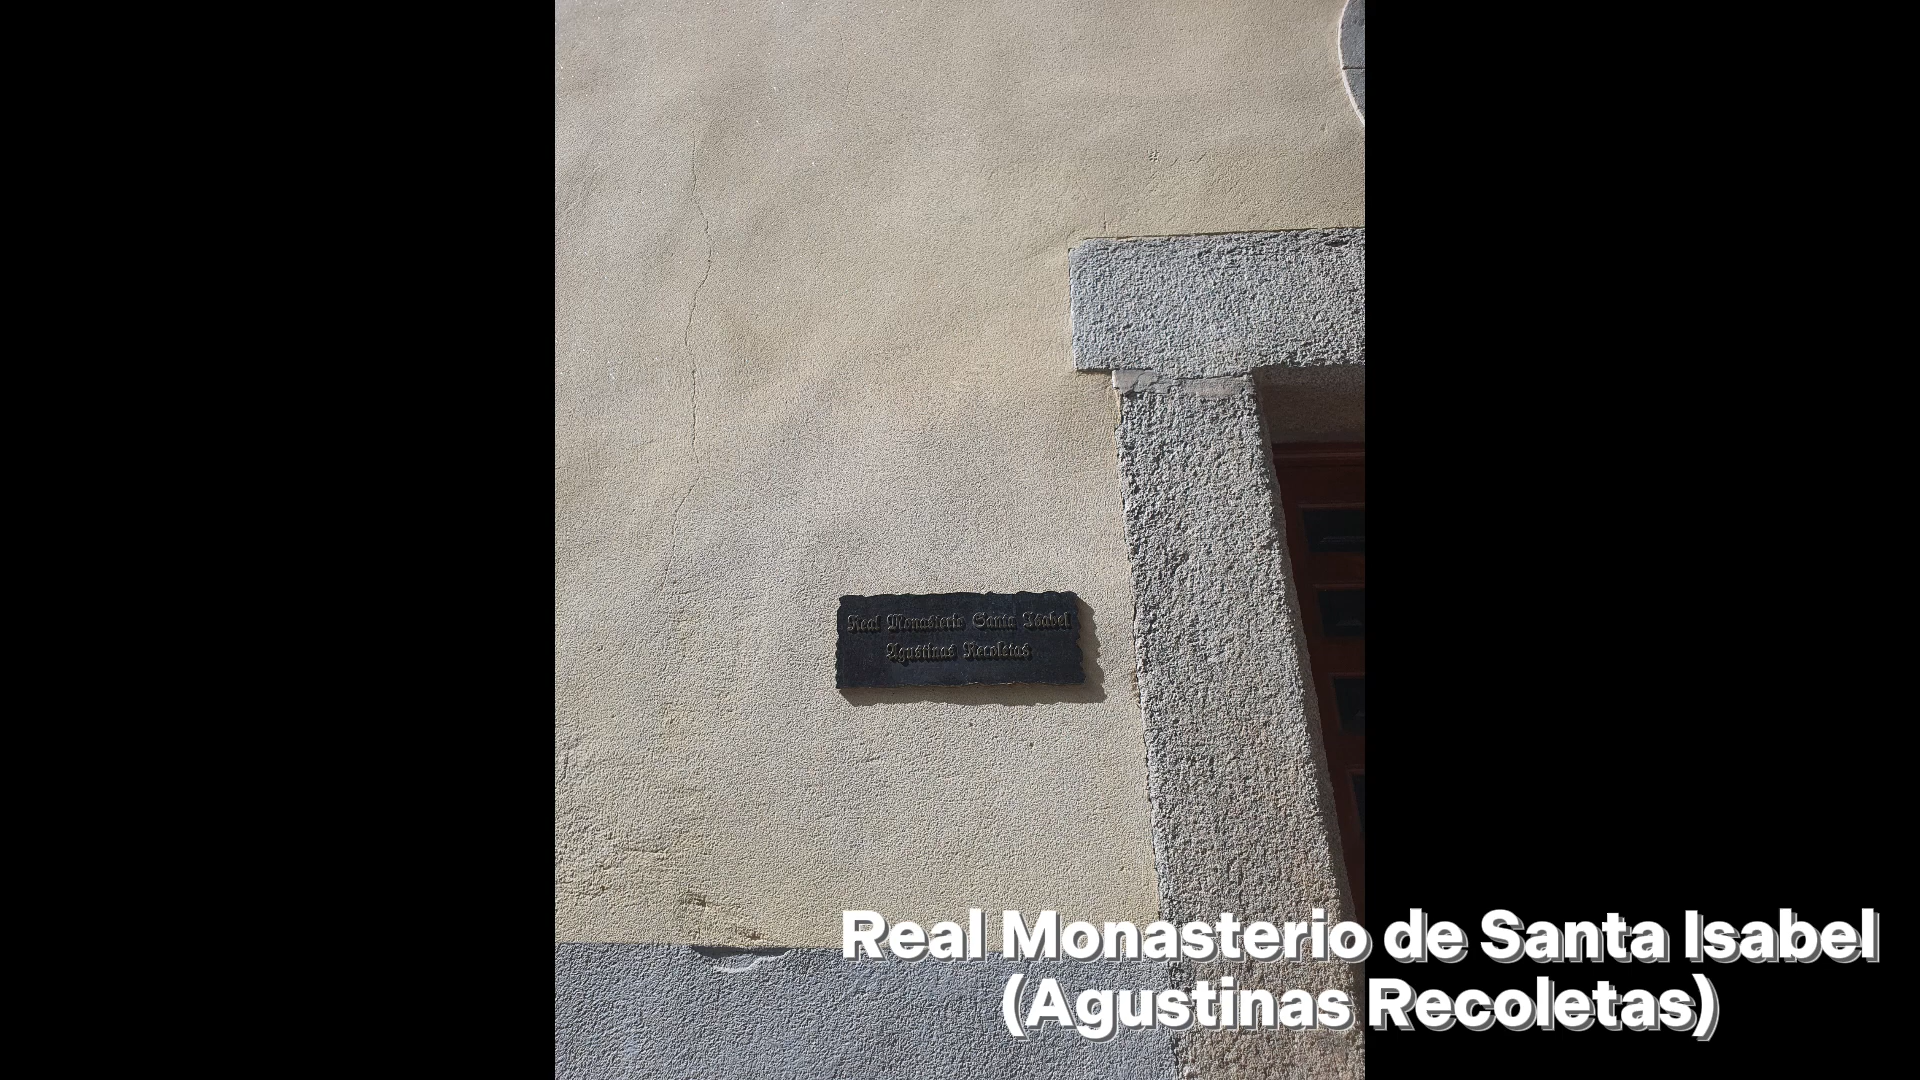 Real Monasterio Santa Isabel
Agustinas Recoletas
Real Monasterio de Santa Isabel
(Agustinas Recoletas)